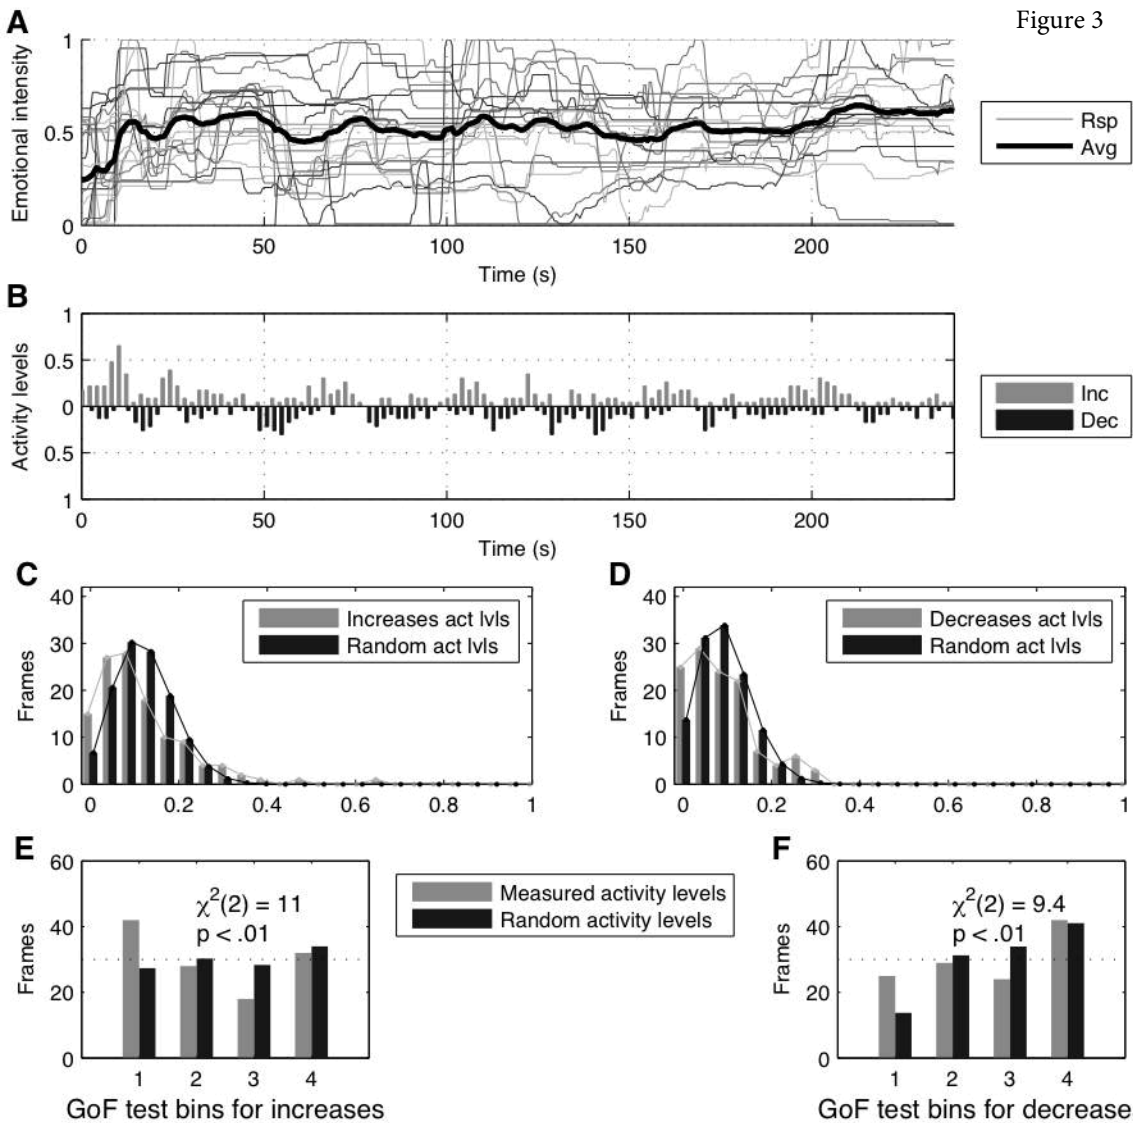 Figure 3
A
Emotional intensity
1
0.5
0
0 50 100 150 200
Time (s)
Rsp
Avg
B
Activity levels
1
0.5
0
0.5
1
0 50 100 150 200
Time (s)
Inc
Dec
C
Frames
40
30
20
10
0
0 0.2 0.4 0.6 0.8 1
Increases act lvls
Random act lvls
D
Frames
40
30
20
10
0
0 0.2 0.4 0.6 0.8 1
Decreases act lvls
Random act lvls
E
Frames
60
40
20
0
χ²(2) = 11
p < .01
1 2 3 4
GoF test bins for increases
Measured activity levels
Random activity levels
F
Frames
60
40
20
0
χ²(2) = 9.4
p < .01
1 2 3 4
GoF test bins for decrease